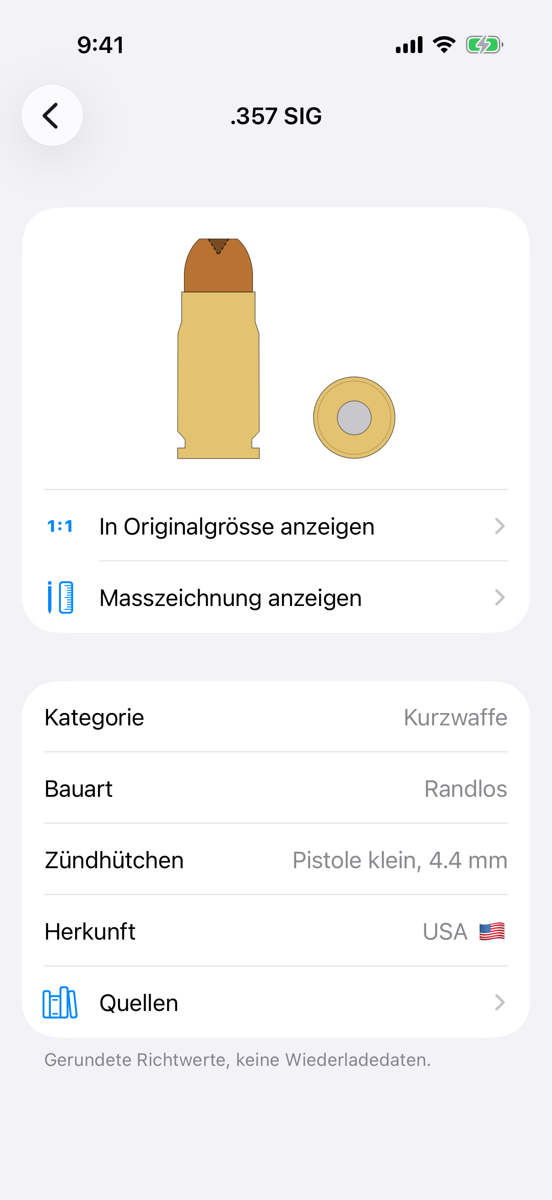 9:41
.357 SIG
1:1 In Originalgrösse anzeigen
Masszeichnung anzeigen
Kategorie Kurzwaffe
Bauart Randlos
Zündhütchen Pistole klein, 4.4 mm
Herkunft USA 🇺🇸
Quellen
Gerundete Richtwerte, keine Wiederladedaten.